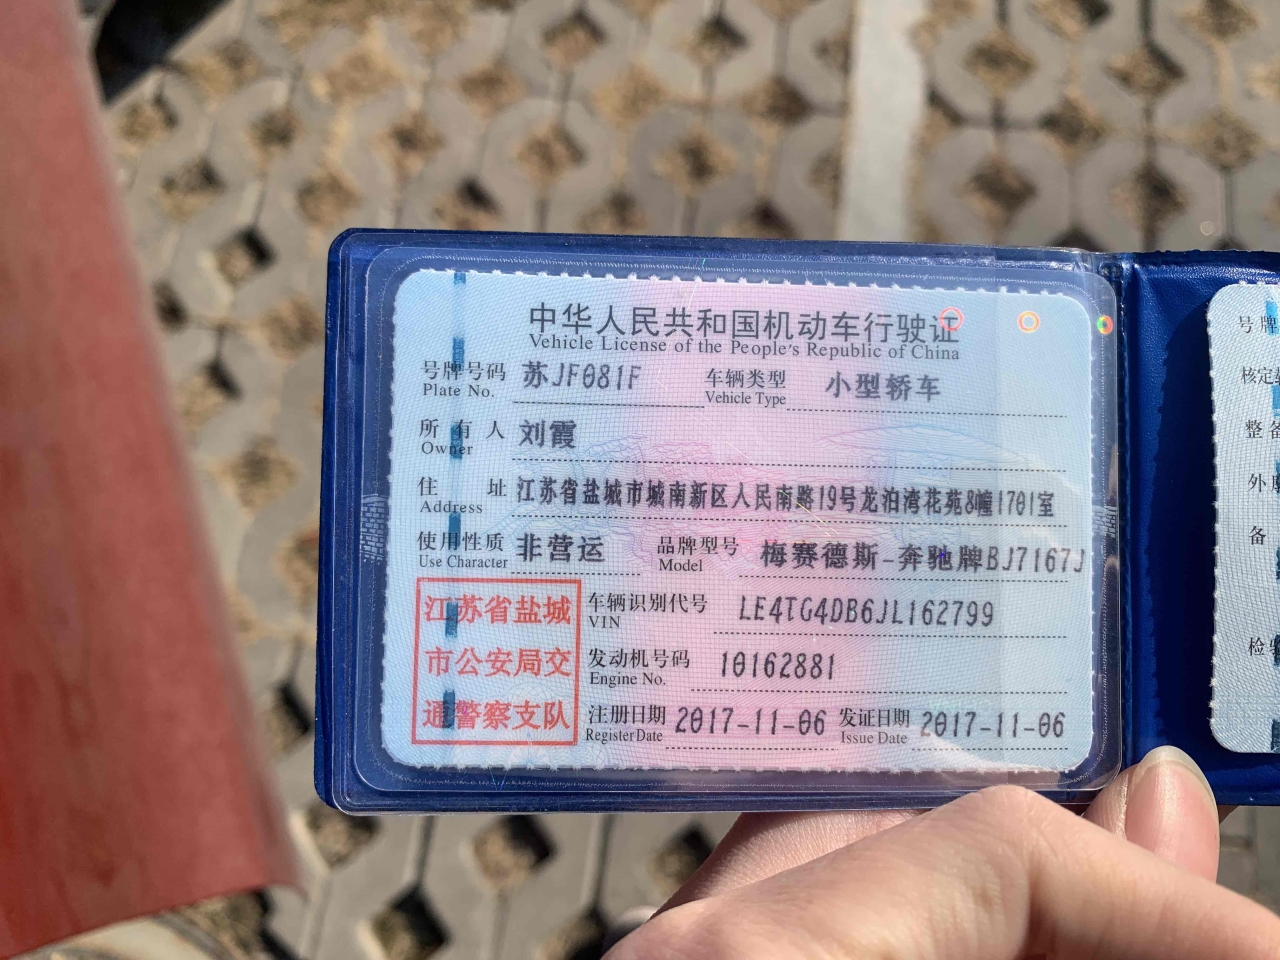 中华人民共和国机动车行驶证
Vehicle License of the People's Republic of China
号牌号码 苏JF081F 车辆类型 小型轿车
Plate No. Vehicle Type
所有人 刘霞
Owner
住址 江苏省盐城市城南新区人民南路19号龙泊湾花苑8幢1701室
Address
使用性质 非营运 品牌型号 梅赛德斯-奔驰牌BJ7167J
Use Character Model
江苏省盐城
市公安局交
通警察支队
车辆识别代号 LE4TG4DB6JL162799
VIN
发动机号码 10162881
Engine No.
注册日期 2017-11-06 发证日期 2017-11-06
Register Date Issue Date
号牌
核定
整备
外
备
检验